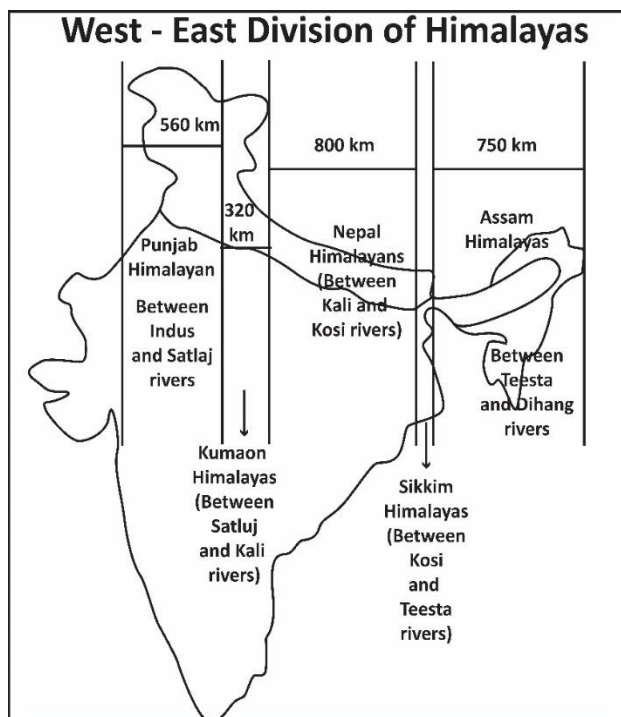 West - East Division of Himalayas
560 km
800 km
750 km
320
km
Punjab
Himalayan
Between
Indus
and Satlaj
rivers
Nepal
Himalayans
(Between
Kali and
Kosi rivers)
Assam
Himalayas
Between
Teesta
and Dihang
rivers
Kumaon
Himalayas
(Between
Satluj
and Kali
rivers)
Sikkim
Himalayas
(Between
Kosi
and
Teesta
rivers)